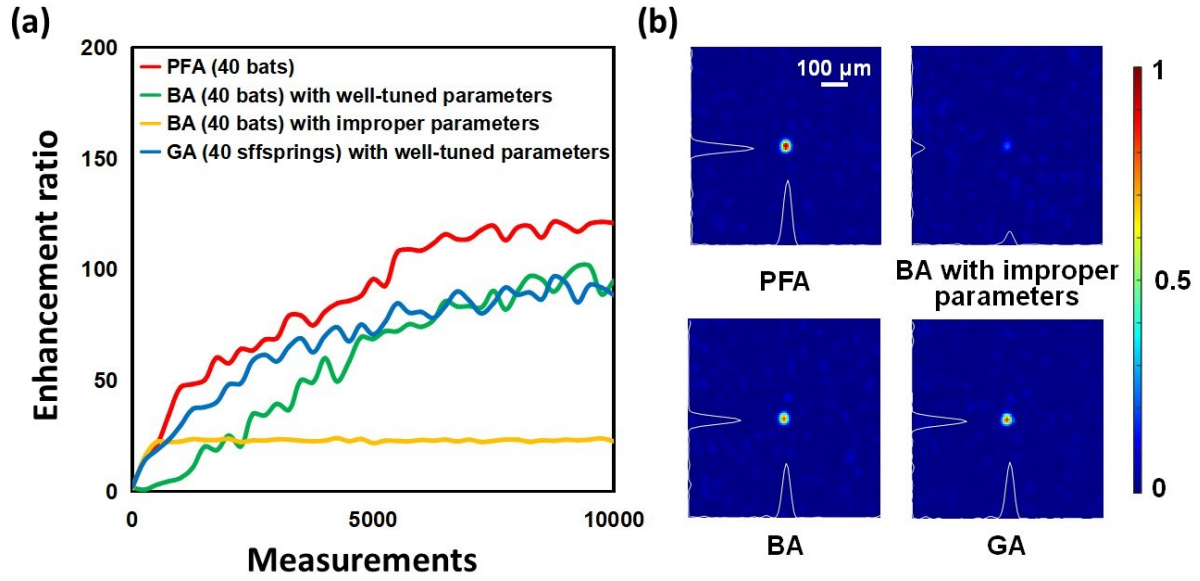 (a)
200
150
100
50
0
Enhancement ratio
PFA (40 bats)
BA (40 bats) with well-tuned parameters
BA (40 bats) with improper parameters
GA (40 sffsprings) with well-tuned parameters
0
5000
10000
Measurements
(b)
100 μm
PFA
BA with improper
parameters
BA
GA
1
0.5
0